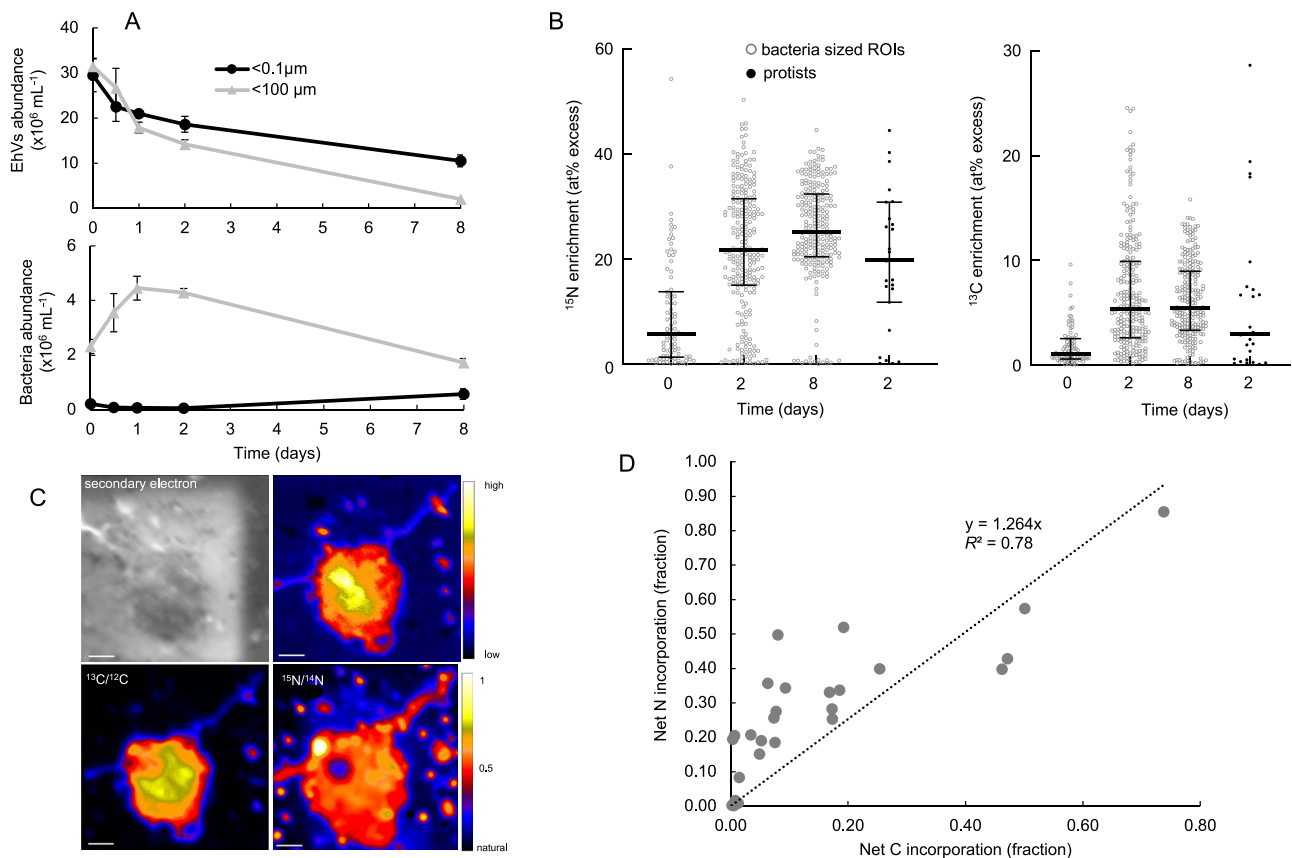 A
EhVs abundance
(x10⁶ mL⁻¹)
40
30
20
10
0
<0.1µm
<100 µm
0 1 2 3 4 5 6 7 8
Bacteria abundance
(x10⁶ mL⁻¹)
6
4
2
0
0 1 2 3 4 5 6 7 8
Time (days)
B
¹⁵N enrichment (at% excess)
60
40
20
0
bacteria sized ROIs
protists
0 2 8 2
Time (days)
¹³C enrichment (at% excess)
30
20
10
0
0 2 8 2
Time (days)
C
secondary electron
high
low
¹³C/¹²C
¹⁵N/¹⁴N
1
0.5
natural
D
Net N incorporation (fraction)
1.00
0.90
0.80
0.70
0.60
0.50
0.40
0.30
0.20
0.10
0.00
y = 1.264x
R² = 0.78
0.00 0.20 0.40 0.60 0.80
Net C incorporation (fraction)